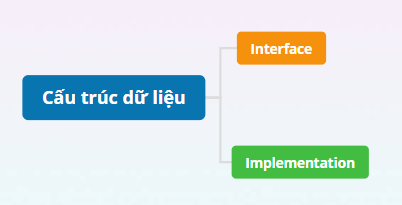 Cấu trúc dữ liệu
Interface
Implementation